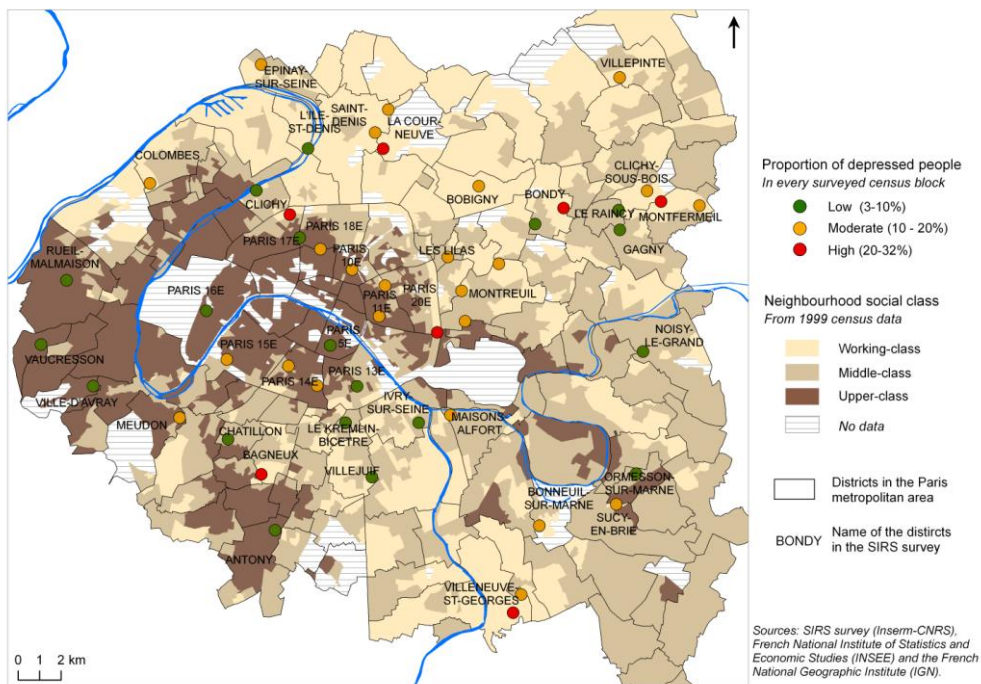 EPINAY-
SUR-SEINE
VILLEPINTE
SAINT-
DENIS
L'ILE-
ST-DENIS
LA COUR-
NEUVE
COLOMBES
CLICHY-
SOUS-BOIS
BOBIGNY
BONDY
LE RAINCY
MONTFERMEIL
CLICHY
PARIS 18E
PARIS 17E
GAGNY
PARIS
10E
LES LILAS
RUEIL-
MALMAISON
PARIS 16E
PARIS
11E
PARIS
20E
MONTREUIL
PARIS
5E
NOISY-
LE-GRAND
VAUCRESSON
PARIS 15E
PARIS 14E
PARIS 13E
VILLE-D'AVRAY
IVRY-
SUR-SEINE
MEUDON
MAISONS-
ALFORT
CHATILLON
LE KREMLIN-
BICETRE
BAGNEUX
VILLEJUIF
ORMESSON-
SUR-MARNE
BONNEUIL-
SUR-MARNE
SUCY-
EN-BRIE
ANTONY
VILLENEUVE-
ST-GEORGES
0 1 2 km
Proportion of depressed people
In every surveyed census block
Low (3-10%)
Moderate (10 - 20%)
High (20-32%)
Neighbourhood social class
From 1999 census data
Working-class
Middle-class
Upper-class
No data
Districts in the Paris
metropolitan area
BONDY
Name of the distircts
in the SIRS survey
Sources: SIRS survey (Inserm-CNRS),
French National Institute of Statistics and
Economic Studies (INSEE) and the French
National Geographic Institute (IGN).